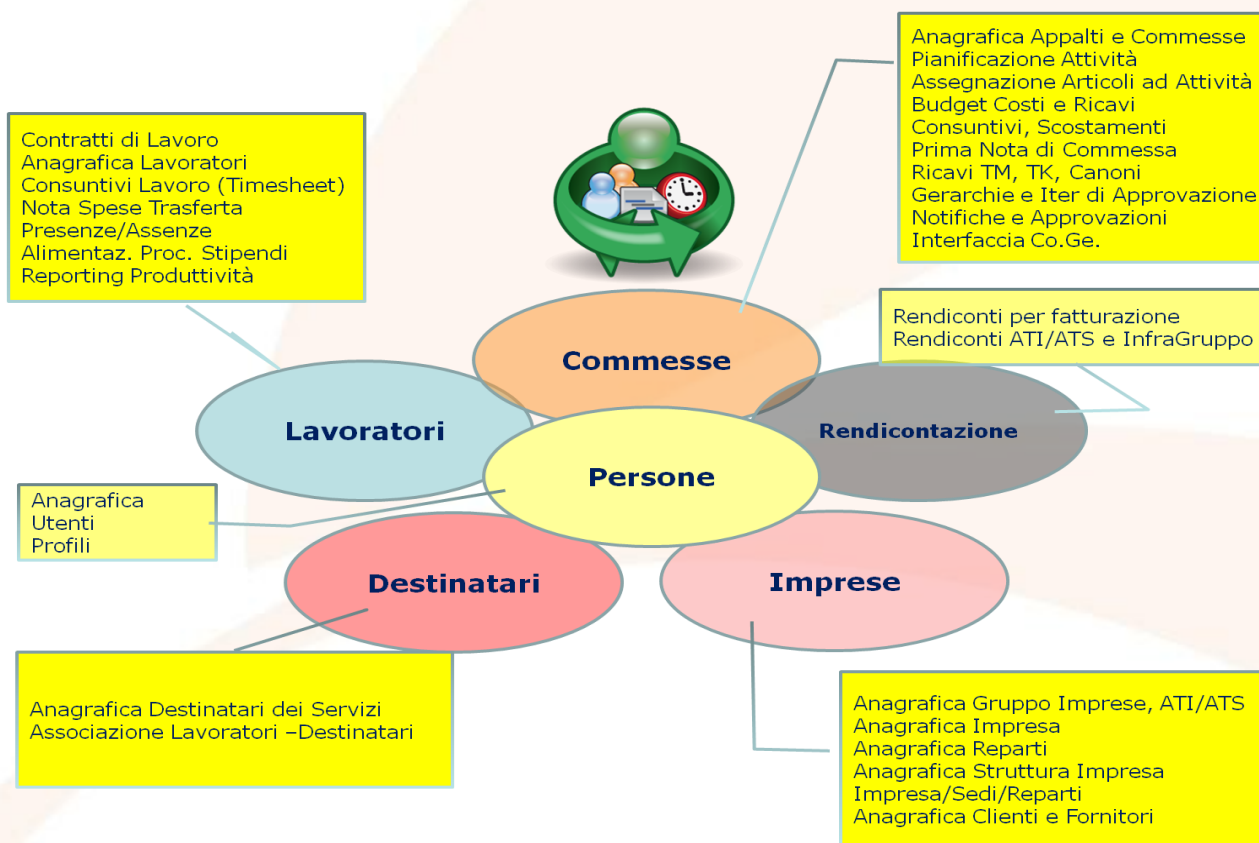 Anagrafica Appalti e Commesse
Pianificazione Attività
Assegnazione Articoli ad Attività
Budget Costi e Ricavi
Consuntivi, Scostamenti
Prima Nota di Commessa
Ricavi TM, TK, Canoni
Gerarchie e Iter di Approvazione
Notifiche e Approvazioni
Interfaccia Co.Ge.
Contratti di Lavoro
Anagrafica Lavoratori
Consuntivi Lavoro (Timesheet)
Nota Spese Trasferta
Presenze/Assenze
Alimentaz. Proc. Stipendi
Reporting Produttività
Rendiconti per fatturazione
Rendiconti ATI/ATS e InfraGruppo
Commesse
Lavoratori
Rendicontazione
Persone
Anagrafica
Utenti
Profili
Destinatari
Imprese
Anagrafica Destinatari dei Servizi
Associazione Lavoratori –Destinatari
Anagrafica Gruppo Imprese, ATI/ATS
Anagrafica Impresa
Anagrafica Reparti
Anagrafica Struttura Impresa
Impresa/Sedi/Reparti
Anagrafica Clienti e Fornitori